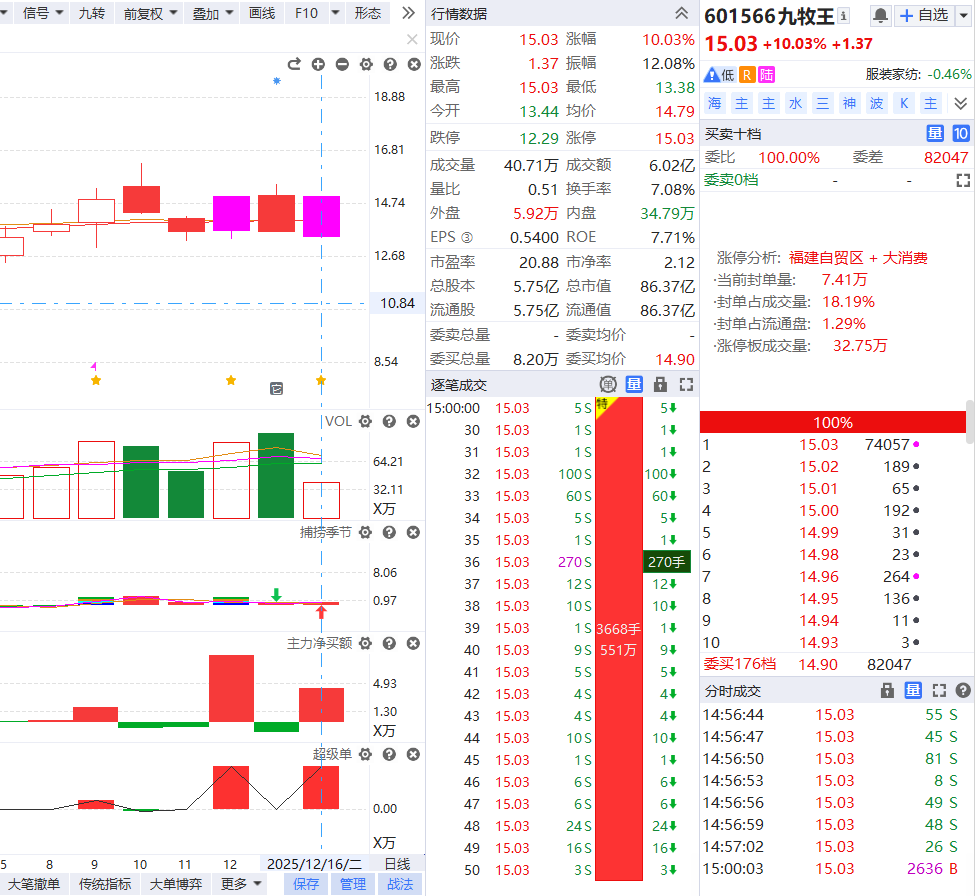 信号 九转 前复权 叠加 画线 F10 形态
18.88
16.81
14.74
12.68
10.84
8.54
VOL
64.21
32.11
X万
捕捞季节
8.06
0.97
主力净买额
4.93
1.30
X万
超级单
0.00
X万
5 8 9 10 11 12 2025/12/16/二 日线
大笔撤单 传统指标 大单博弈 更多 保存 管理 战法
行情数据
现价 15.03 涨幅 10.03%
涨跌 1.37 振幅 12.08%
最高 15.03 最低 13.38
今开 13.44 均价 14.79
跌停 12.29 涨停 15.03
成交量 40.71万 成交额 6.02亿
量比 0.51 换手率 7.08%
外盘 5.92万 内盘 34.79万
EPS ③ 0.5400 ROE 7.71%
市盈率 20.88 市净率 2.12
总股本 5.75亿 总市值 86.37亿
流通股 5.75亿 流通值 86.37亿
委卖总量 - 委卖均价 -
委买总量 8.20万 委买均价 14.90
逐笔成交 单 量
15:00:00 15.03 5 S 特 5
30 15.03 1 S 1
31 15.03 1 S 1
32 15.03 100 S 100
33 15.03 60 S 60
34 15.03 5 S 5
35 15.03 1 S 1
36 15.03 270 S 270手
37 15.03 12 S 12
38 15.03 10 S 10
39 15.03 1 S 3668手 1
40 15.03 9 S 551万 9
41 15.03 5 S 5
42 15.03 4 S 4
43 15.03 4 S 4
44 15.03 10 S 10
45 15.03 1 S 1
46 15.03 6 S 6
47 15.03 6 S 6
48 15.03 24 S 24
49 15.03 16 S 16
50 15.03 3 S 3
601566 九牧王 自选
15.03 +10.03% +1.37
低 R 陆 服装家纺: -0.46%
海 主 主 水 三 神 波 K 主
买卖十档 量 10
委比 100.00% 委差 82047
委卖0档 - -
涨停分析: 福建自贸区 + 大消费
·当前封单量: 7.41万
·封单占成交量: 18.19%
·封单占流通盘: 1.29%
·涨停板成交量: 32.75万
100%
1 15.03 74057
2 15.02 189
3 15.01 65
4 15.00 192
5 14.99 31
6 14.98 23
7 14.96 264
8 14.95 136
9 14.94 11
10 14.93 3
委买176档 14.90 82047
分时成交 量
14:56:44 15.03 55 S
14:56:47 15.03 45 S
14:56:50 15.03 81 S
14:56:53 15.03 8 S
14:56:56 15.03 49 S
14:56:59 15.03 48 S
14:57:02 15.03 26 S
15:00:03 15.03 2636 B